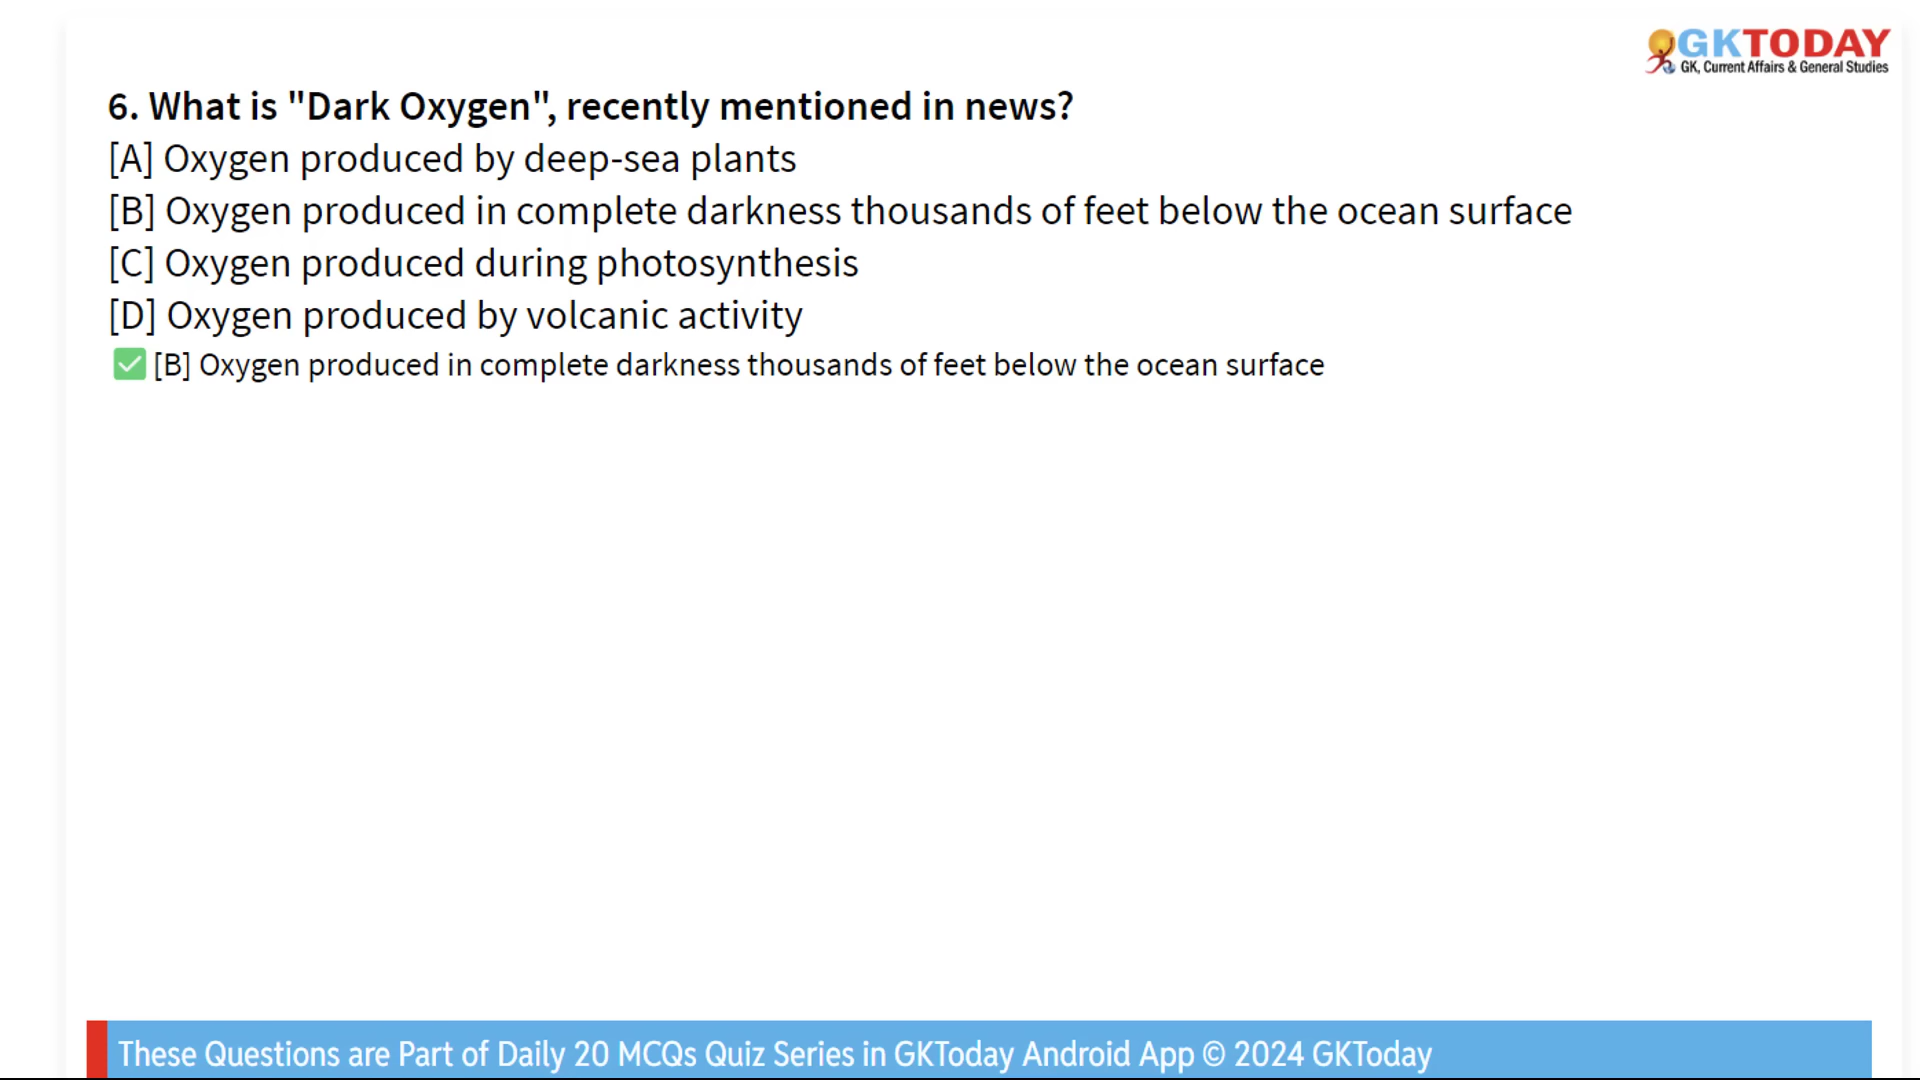 GKTODAY
GK, Current Affairs & General Studies
6. What is "Dark Oxygen", recently mentioned in news?
[A] Oxygen produced by deep-sea plants
[B] Oxygen produced in complete darkness thousands of feet below the ocean surface
[C] Oxygen produced during photosynthesis
[D] Oxygen produced by volcanic activity
✅ [B] Oxygen produced in complete darkness thousands of feet below the ocean surface
These Questions are Part of Daily 20 MCQs Quiz Series in GKToday Android App © 2024 GKToday